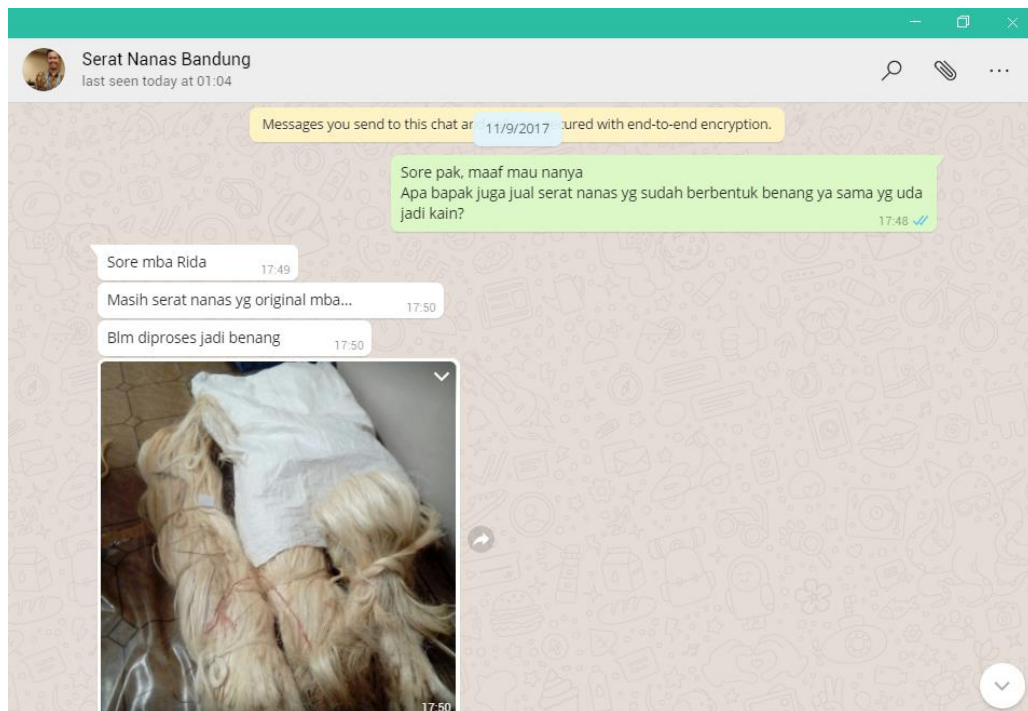 Serat Nanas Bandung
last seen today at 01:04
Messages you send to this chat ar
11/9/2017
ured with end-to-end encryption.
Sore pak, maaf mau nanya
Apa bapak juga jual serat nanas yg sudah berbentuk benang ya sama yg uda
jadi kain?
17:48
Sore mba Rida
17:49
Masih serat nanas yg original mba...
17:50
Blm diproses jadi benang
17:50
17:50